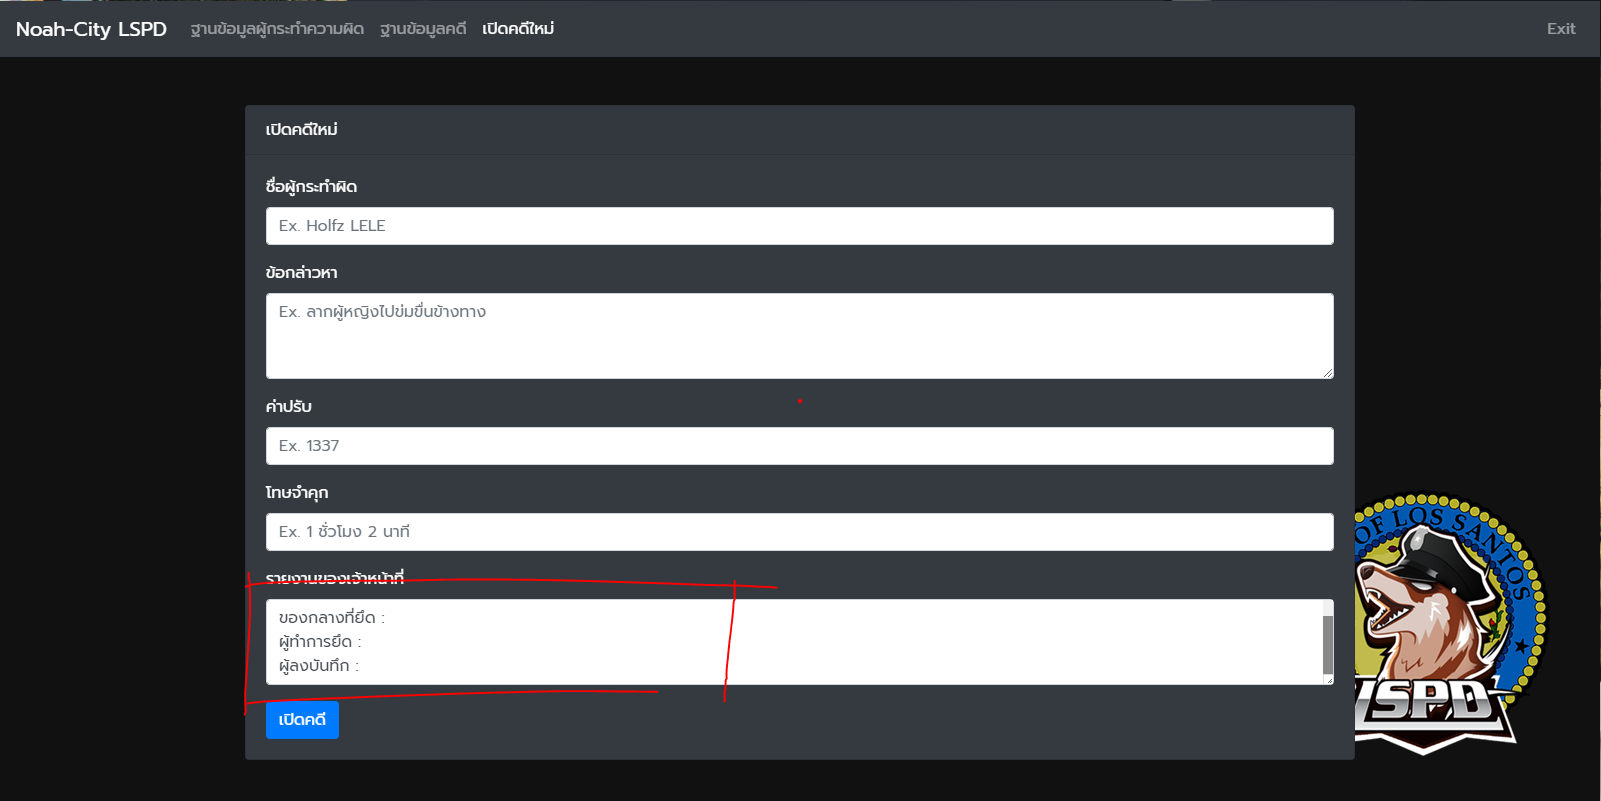 Noah-City LSPD ฐานข้อมูลผู้กระทำความผิด ฐานข้อมูลคดี เปิดคดีใหม่ Exit
เปิดคดีใหม่
ชื่อผู้กระทำผิด
Ex. Holfz LELE
ข้อกล่าวหา
Ex. ลากผู้หญิงไปข่มขื่นข้างทาง
ค่าปรับ
Ex. 1337
โทษจำคุก
Ex. 1 ชั่วโมง 2 นาที
รายงานของเจ้าหน้าที่
ของกลางที่ยึด :
ผู้ทำการยึด :
ผู้ลงบันทึก :
เปิดคดี
OF LOS SANTOS
LSPD